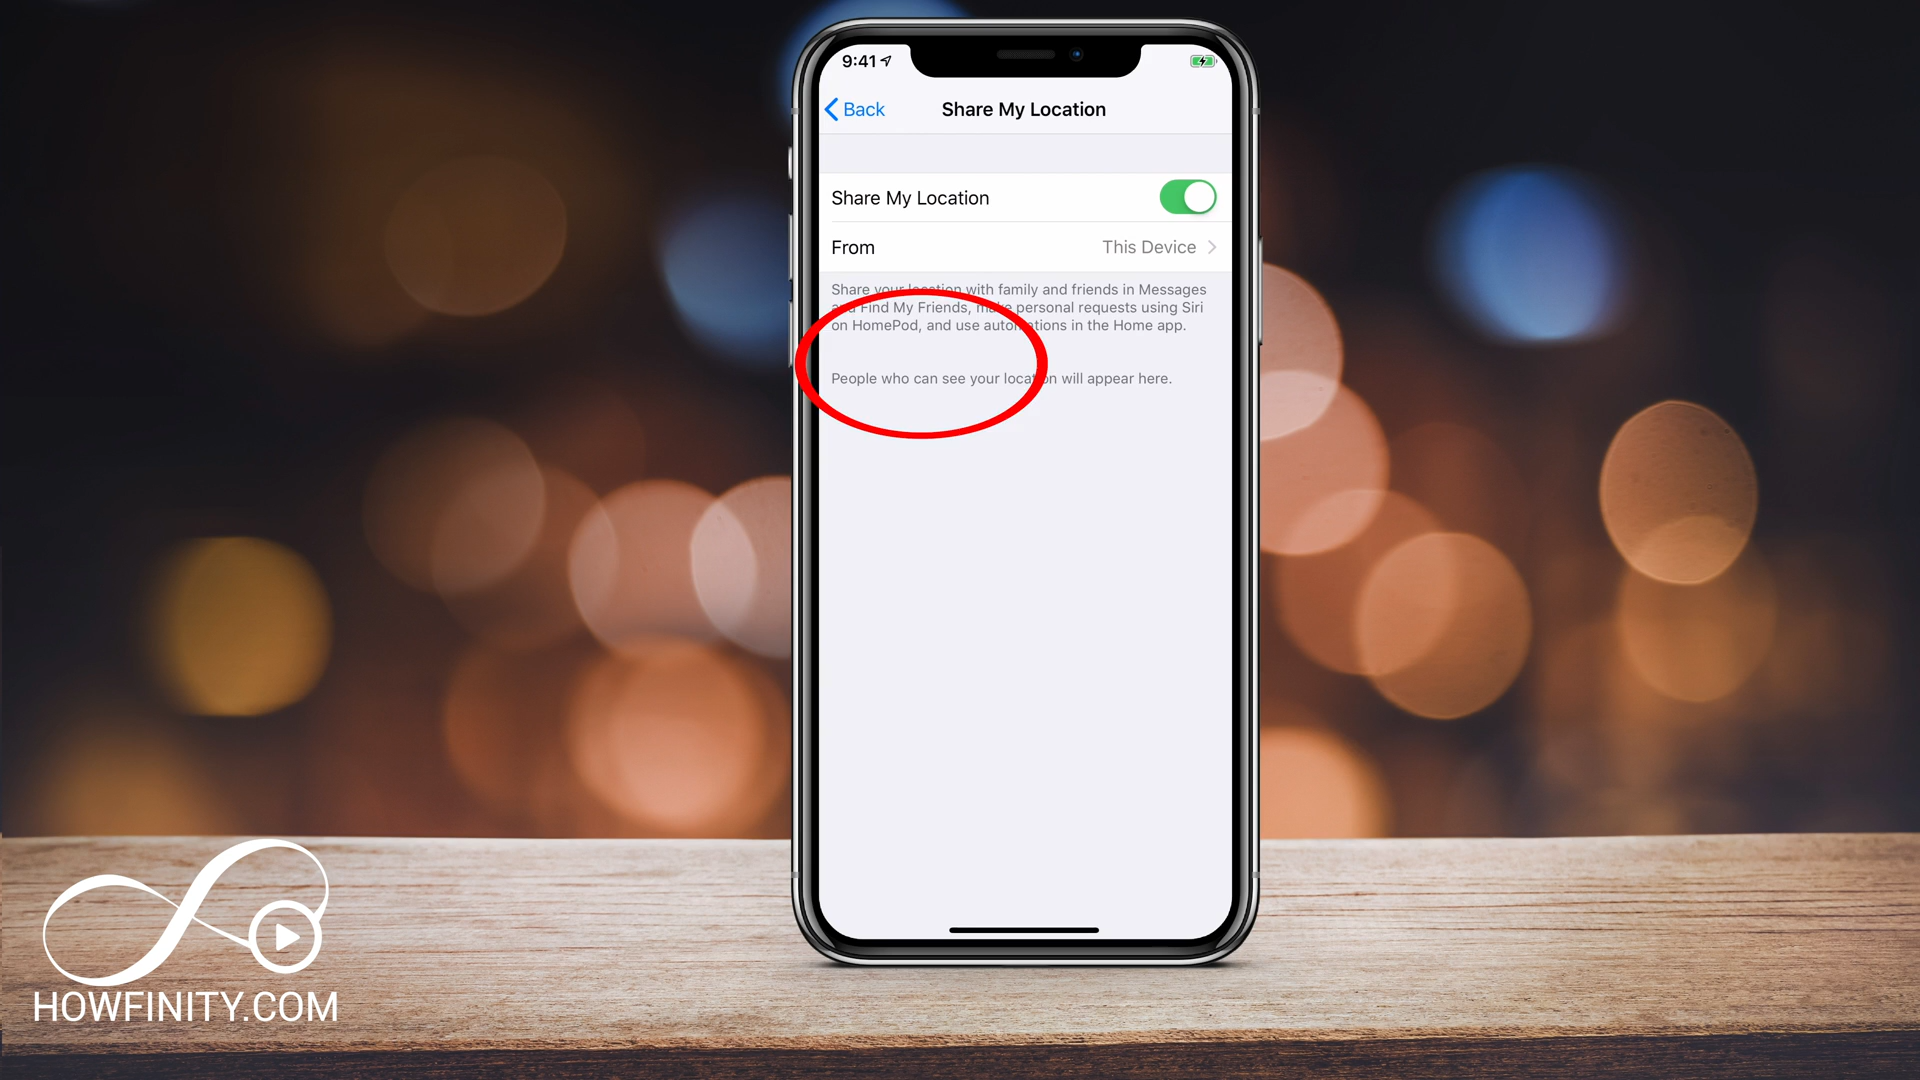 9:41
Back
Share My Location
Share My Location
From
This Device
Share your location with family and friends in Messages
and Find My Friends, make personal requests using Siri
on HomePod, and use automations in the Home app.
People who can see your location will appear here.
HOWFINITY.COM